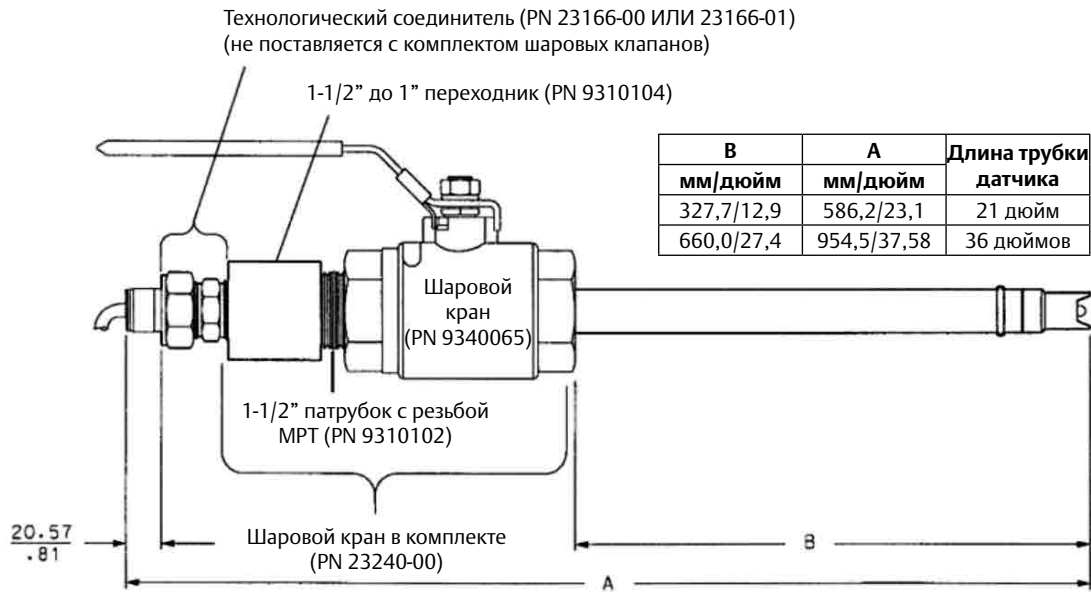 Технологический соединитель (PN 23166-00 ИЛИ 23166-01)
(не поставляется с комплектом шаровых клапанов)
1-1/2” до 1” переходник (PN 9310104)
B A Длина трубки
мм/дюйм мм/дюйм датчика
327,7/12,9 586,2/23,1 21 дюйм
660,0/27,4 954,5/37,58 36 дюймов
Шаровой
кран
(PN 9340065)
1-1/2” патрубок с резьбой
МРТ (PN 9310102)
20.57
.81
Шаровой кран в комплекте
(PN 23240-00)
B
A